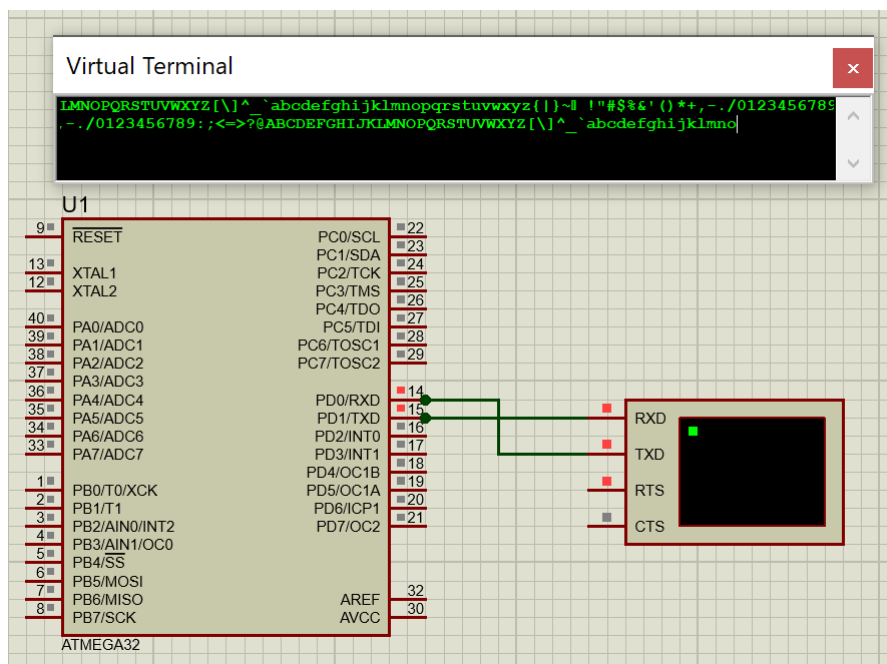 Virtual Terminal
LMNOPQRSTUVWXYZ[\]^_`abcdefghijklmnopqrstuvwxyz{|}~▯ !"#$%&'()*+,-./0123456789
,-./0123456789:;<=>?@ABCDEFGHIJKLMNOPQRSTUVWXYZ[\]^_`abcdefghijklmno
U1
9 RESET PC0/SCL 22
PC1/SDA 23
13 XTAL1 PC2/TCK 24
12 XTAL2 PC3/TMS 25
PC4/TDO 26
40 PA0/ADC0 PC5/TDI 27
39 PA1/ADC1 PC6/TOSC1 28
38 PA2/ADC2 PC7/TOSC2 29
37 PA3/ADC3
36 PA4/ADC4 PD0/RXD 14
35 PA5/ADC5 PD1/TXD 15 RXD
34 PA6/ADC6 PD2/INT0 16
33 PA7/ADC7 PD3/INT1 17 TXD
PD4/OC1B 18
1 PB0/T0/XCK PD5/OC1A 19 RTS
2 PB1/T1 PD6/ICP1 20
3 PB2/AIN0/INT2 PD7/OC2 21 CTS
4 PB3/AIN1/OC0
5 PB4/SS
6 PB5/MOSI
7 PB6/MISO AREF 32
8 PB7/SCK AVCC 30
ATMEGA32